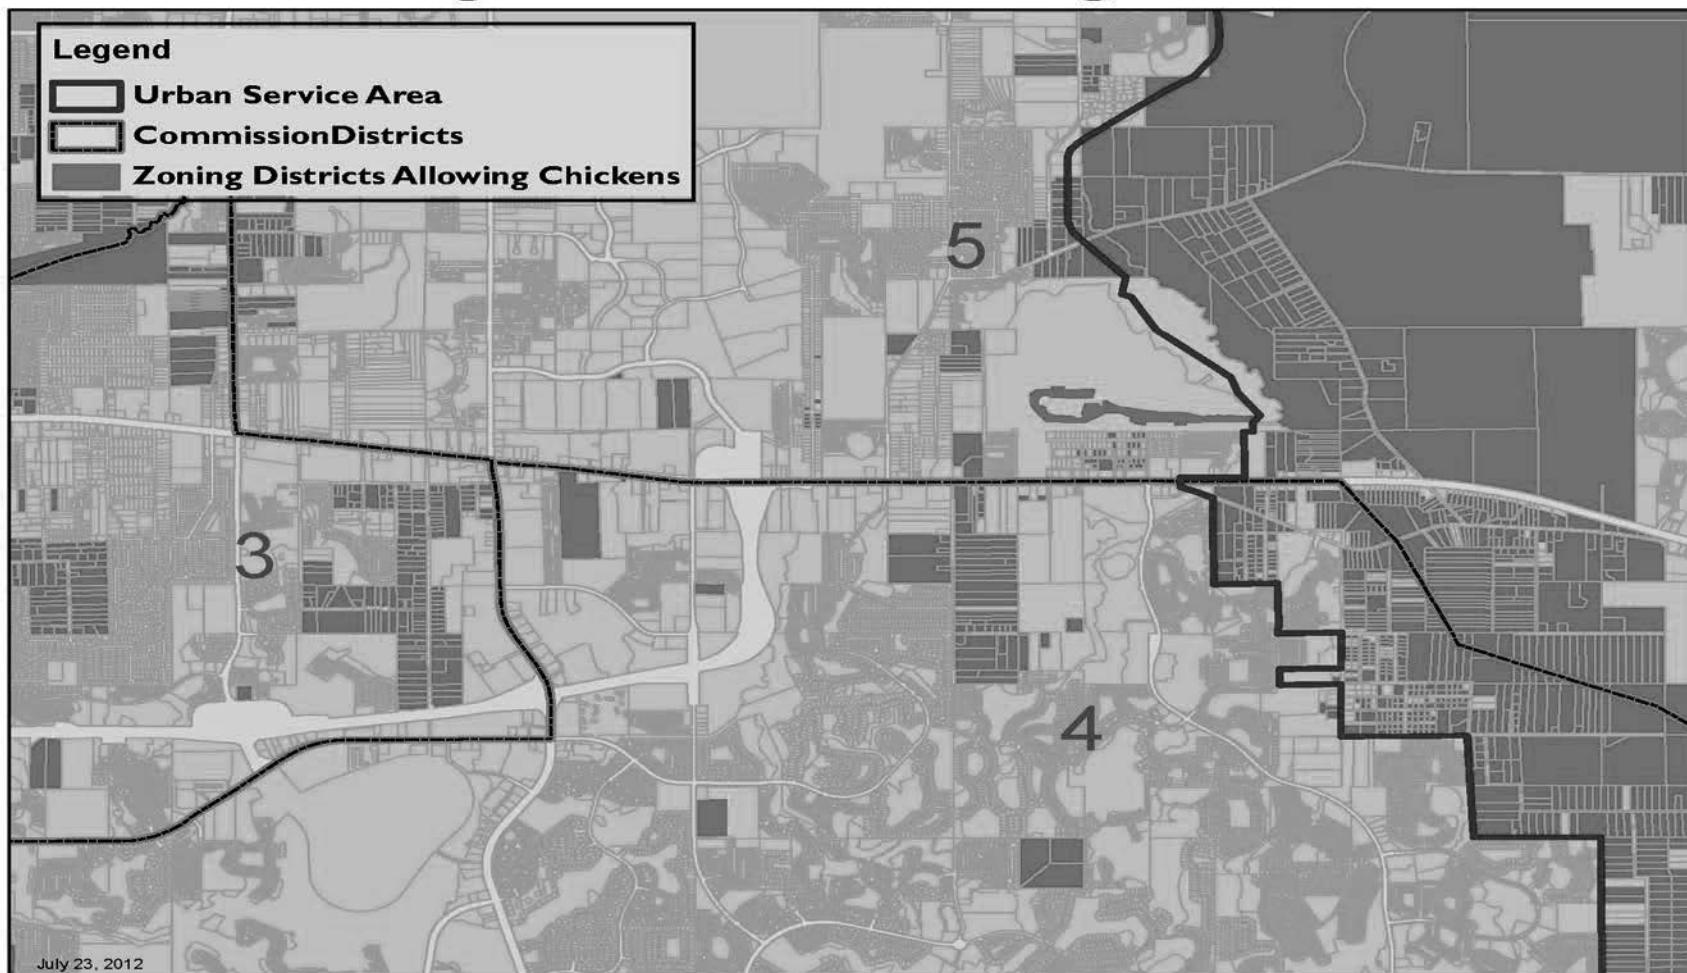 Legend
Urban Service Area
CommissionDistricts
Zoning Districts Allowing Chickens
5
3
4
July 23, 2012